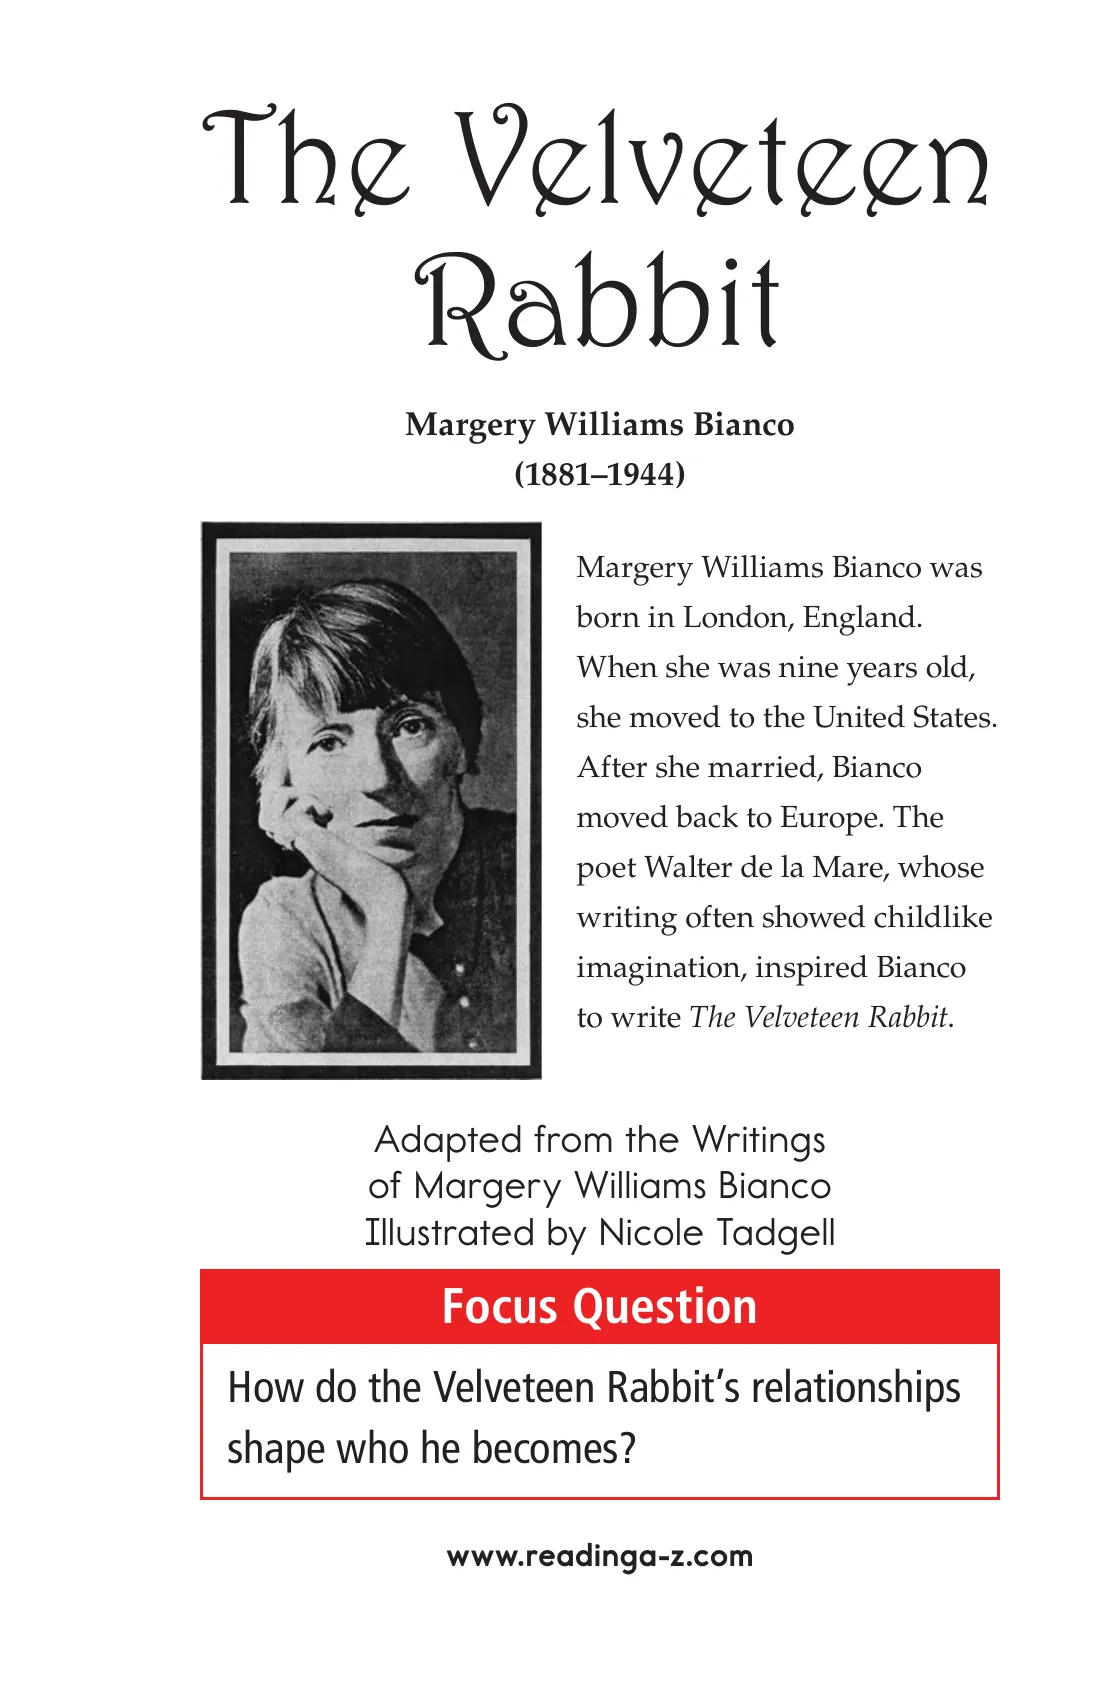 The Velveteen
Rabbit
Margery Williams Bianco
(1881–1944)
Margery Williams Bianco was
born in London, England.
When she was nine years old,
she moved to the United States.
After she married, Bianco
moved back to Europe. The
poet Walter de la Mare, whose
writing often showed childlike
imagination, inspired Bianco
to write The Velveteen Rabbit.
Adapted from the Writings
of Margery Williams Bianco
Illustrated by Nicole Tadgell
Focus Question
How do the Velveteen Rabbit’s relationships
shape who he becomes?
www.readinga-z.com